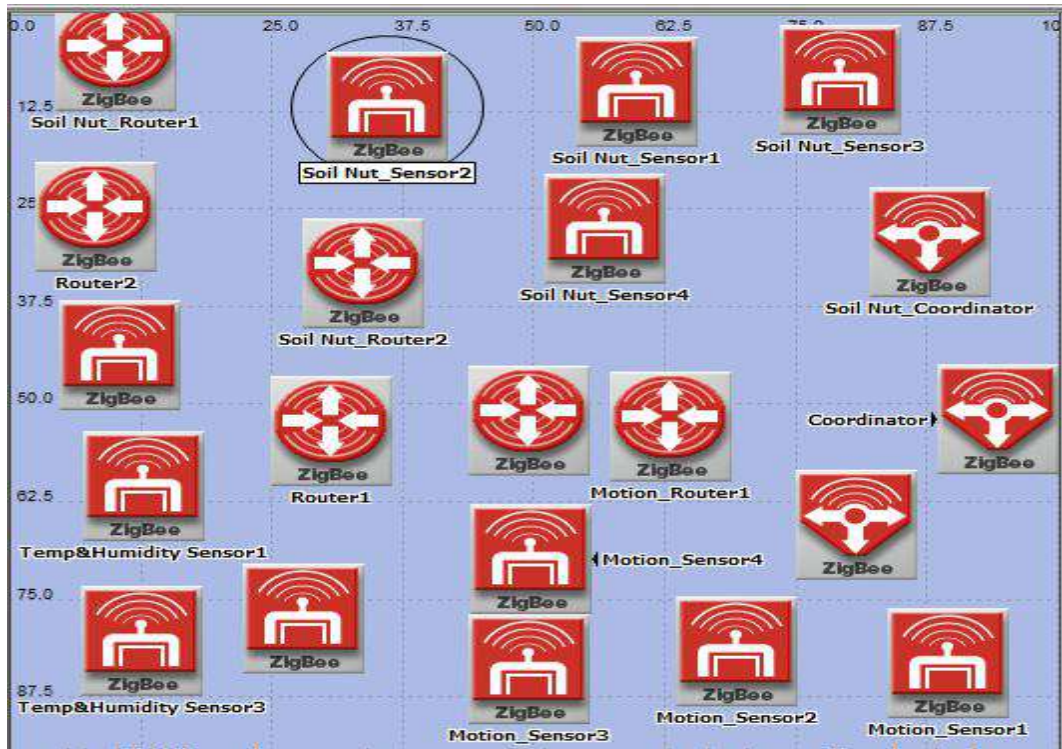 0.0 25.0 37.5 50.0 62.5 75.0 87.5 10
ZigBee
Soil Nut_Router1
ZigBee
Soil Nut_Sensor2
ZigBee
Soil Nut_Sensor1
ZigBee
Soil Nut_Sensor3
12.5
25
ZigBee
Router2
ZigBee
Soil Nut_Router2
ZigBee
Soil Nut_Sensor4
ZigBee
Soil Nut_Coordinator
37.5
ZigBee
50.0
ZigBee
Router1
ZigBee
ZigBee
Motion_Router1
Coordinator
ZigBee
62.5
ZigBee
Temp&Humidity Sensor1
ZigBee
Motion_Sensor4
ZigBee
75.0
ZigBee
Temp&Humidity Sensor3
ZigBee
ZigBee
Motion_Sensor3
ZigBee
Motion_Sensor2
ZigBee
Motion_Sensor1
87.5